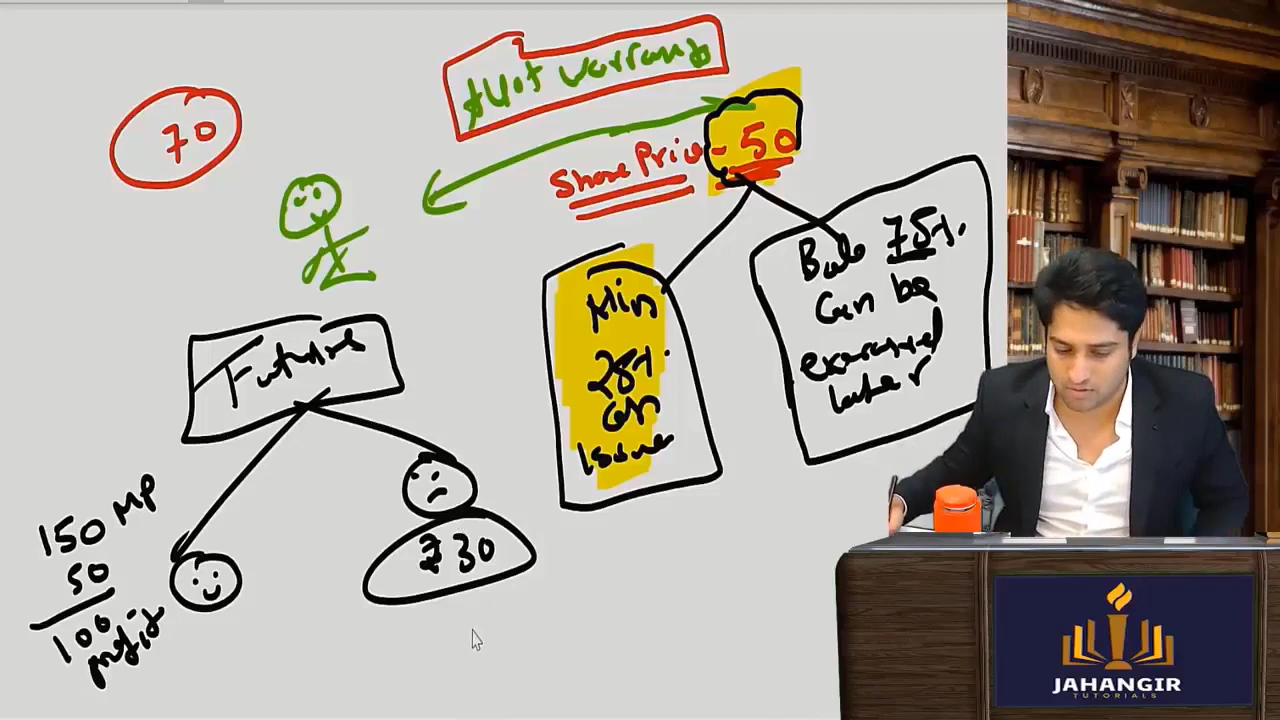 warrant
70
Share Price - 50
Min
25%
on
Issue
Bal 75%.
Can be
exercised
later
Future
150 MP
50
100
profit
₹30
JAHANGIR
TUTORIALS